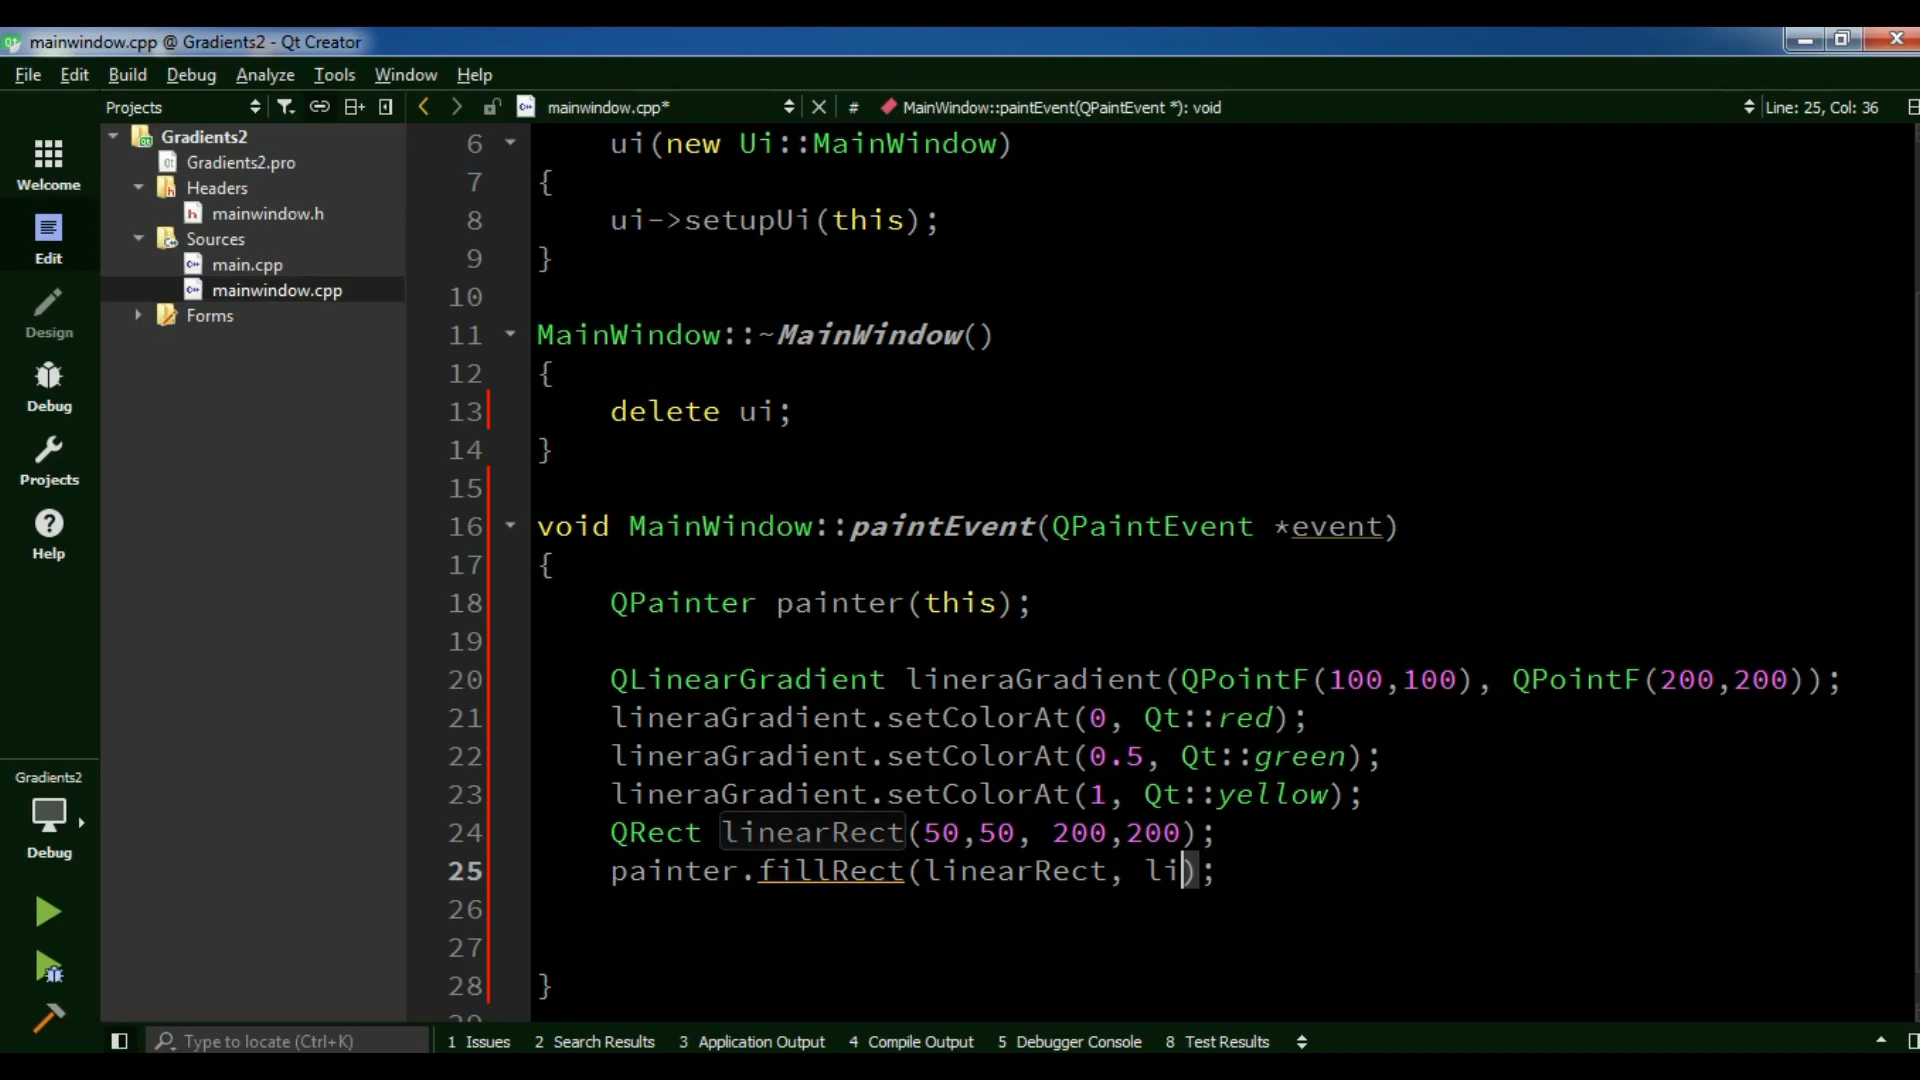 mainwindow.cpp @ Gradients2 - Qt Creator
File Edit Build Debug Analyze Tools Window Help
Projects mainwindow.cpp* # MainWindow::paintEvent(QPaintEvent *): void Line: 25, Col: 36
Welcome
Edit
Design
Debug
Projects
Help
Gradients2
Debug
Gradients2
Gradients2.pro
Headers
mainwindow.h
Sources
main.cpp
mainwindow.cpp
Forms
6 ui(new Ui::MainWindow)
7 {
8 ui->setupUi(this);
9 }
10
11 MainWindow::~MainWindow()
12 {
13 delete ui;
14 }
15
16 void MainWindow::paintEvent(QPaintEvent *event)
17 {
18 QPainter painter(this);
19
20 QLinearGradient lineraGradient(QPointF(100,100), QPointF(200,200));
21 lineraGradient.setColorAt(0, Qt::red);
22 lineraGradient.setColorAt(0.5, Qt::green);
23 lineraGradient.setColorAt(1, Qt::yellow);
24 QRect linearRect(50,50, 200,200);
25 painter.fillRect(linearRect, li);
26
27
28 }
Type to locate (Ctrl+K) 1 Issues 2 Search Results 3 Application Output 4 Compile Output 5 Debugger Console 8 Test Results